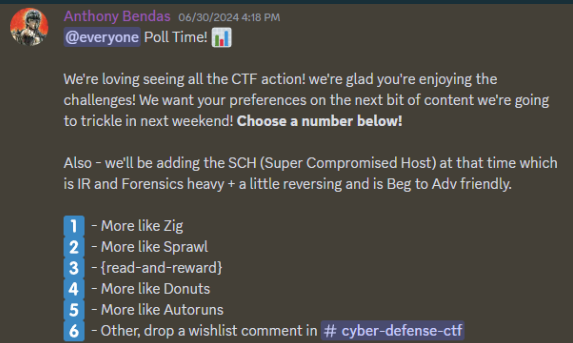 Anthony Bendas 06/30/2024 4:18 PM
@everyone Poll Time! 📊
We're loving seeing all the CTF action! we're glad you're enjoying the
challenges! We want your preferences on the next bit of content we're going
to trickle in next weekend! Choose a number below!
Also - we'll be adding the SCH (Super Compromised Host) at that time which
is IR and Forensics heavy + a little reversing and is Beg to Adv friendly.
1 - More like Zig
2 - More like Sprawl
3 - {read-and-reward}
4 - More like Donuts
5 - More like Autoruns
6 - Other, drop a wishlist comment in # cyber-defense-ctf